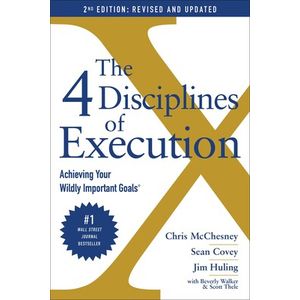 2ND EDITION: REVISED AND UPDATED
The
4 Disciplines
of
Execution
Achieving Your
Wildly Important Goals®
#1
WALL STREET
JOURNAL
BESTSELLER
Chris McChesney
Sean Covey
Jim Huling
with Beverly Walker
& Scott Thele